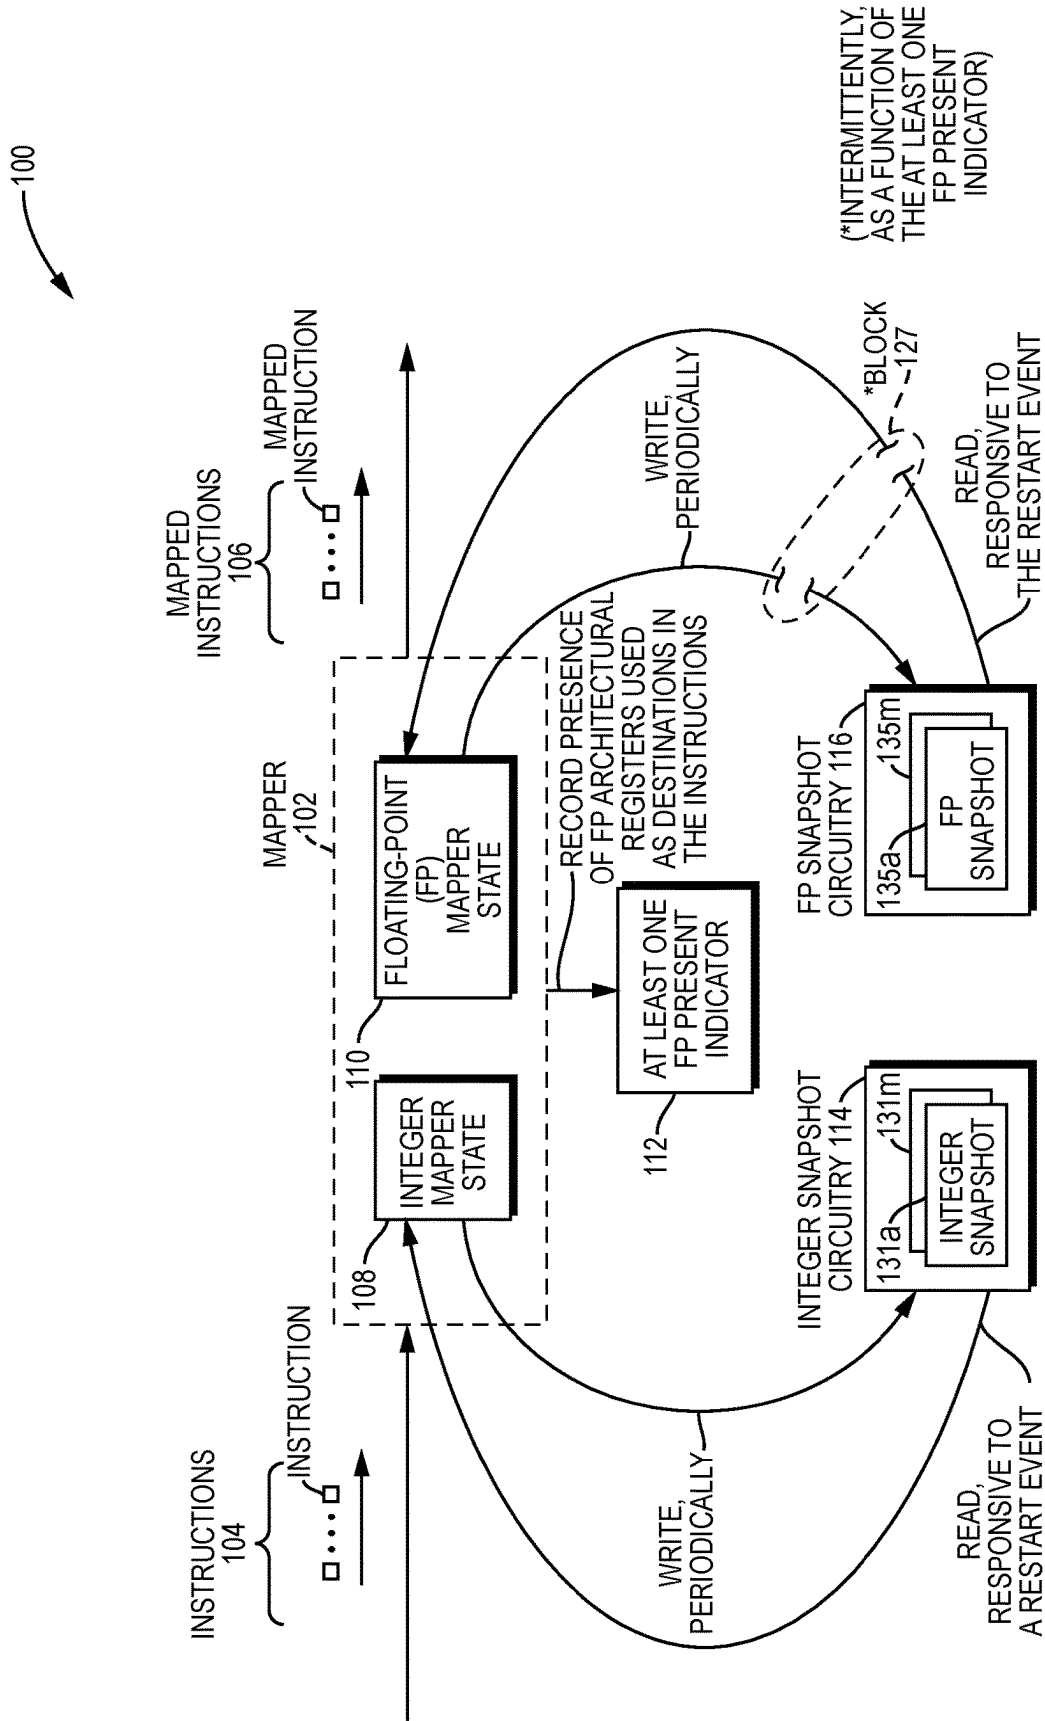 100
INSTRUCTIONS
104
INSTRUCTION
MAPPER
102
MAPPED
INSTRUCTIONS
106
MAPPED
INSTRUCTION
108
INTEGER
MAPPER
STATE
110
FLOATING-POINT
(FP)
MAPPER
STATE
RECORD PRESENCE
OF FP ARCHITECTURAL
REGISTERS USED
AS DESTINATIONS IN
THE INSTRUCTIONS
112
AT LEAST ONE
FP PRESENT
INDICATOR
WRITE,
PERIODICALLY
WRITE,
PERIODICALLY
*BLOCK
127
(*INTERMITTENTLY,
AS A FUNCTION OF
THE AT LEAST ONE
FP PRESENT
INDICATOR)
INTEGER SNAPSHOT
CIRCUITRY 114
131a
131m
INTEGER
SNAPSHOT
FP SNAPSHOT
CIRCUITRY 116
135a
135m
FP
SNAPSHOT
READ,
RESPONSIVE TO
A RESTART EVENT
READ,
RESPONSIVE TO
THE RESTART EVENT